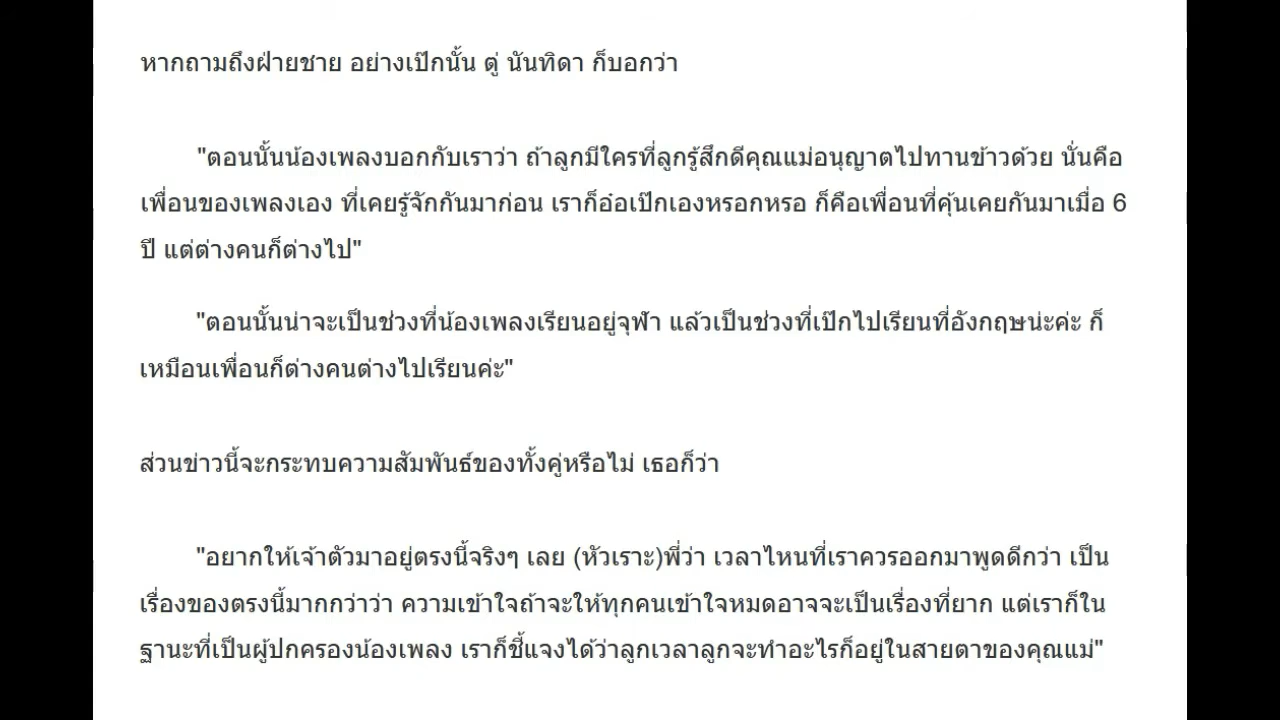 หากถามถึงฝ่ายชาย อย่างเป๊กนั้น ตู่ นันทิดา ก็บอกว่า
"ตอนนั้นน้องเพลงบอกกับเราว่า ถ้าลูกมีใครที่ลูกรู้สึกดีคุณแม่อนุญาตไปทานข้าวด้วย นั่นคือ
เพื่อนของเพลงเอง ที่เคยรู้จักกันมาก่อน เราก็อ๋อเป๊กเองหรอกหรอ ก็คือเพื่อนที่คุ้นเคยกันมาเมื่อ 6
ปี แต่ต่างคนก็ต่างไป"
"ตอนนั้นน่าจะเป็นช่วงที่น้องเพลงเรียนอยู่จุฬา แล้วเป็นช่วงที่เป๊กไปเรียนที่อังกฤษน่ะค่ะ ก็
เหมือนเพื่อนก็ต่างคนต่างไปเรียนค่ะ"
ส่วนข่าวนี้จะกระทบความสัมพันธ์ของทั้งคู่หรือไม่ เธอก็ว่า
"อยากให้เจ้าตัวมาอยู่ตรงนี้จริงๆ เลย (หัวเราะ)พี่ว่า เวลาไหนที่เราควรออกมาพูดดีกว่า เป็น
เรื่องของตรงนี้มากกว่าว่า ความเข้าใจถ้าจะให้ทุกคนเข้าใจหมดอาจจะเป็นเรื่องที่ยาก แต่เราก็ใน
ฐานะที่เป็นผู้ปกครองน้องเพลง เราก็ชี้แจงได้ว่าลูกเวลาลูกจะทำอะไรก็อยู่ในสายตาของคุณแม่"